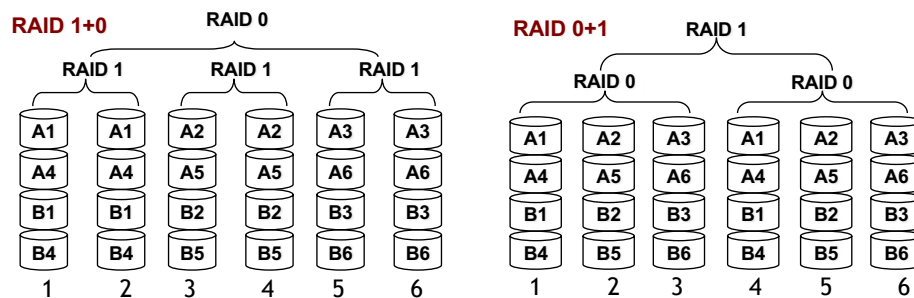 RAID 1+0
RAID 0
RAID 1 RAID 1 RAID 1
A1 A1 A2 A2 A3 A3
A4 A4 A5 A5 A6 A6
B1 B1 B2 B2 B3 B3
B4 B4 B5 B5 B6 B6
1 2 3 4 5 6
RAID 0+1
RAID 1
RAID 0 RAID 0
A1 A2 A3 A1 A2 A3
A4 A5 A6 A4 A5 A6
B1 B2 B3 B1 B2 B3
B4 B5 B6 B4 B5 B6
1 2 3 4 5 6